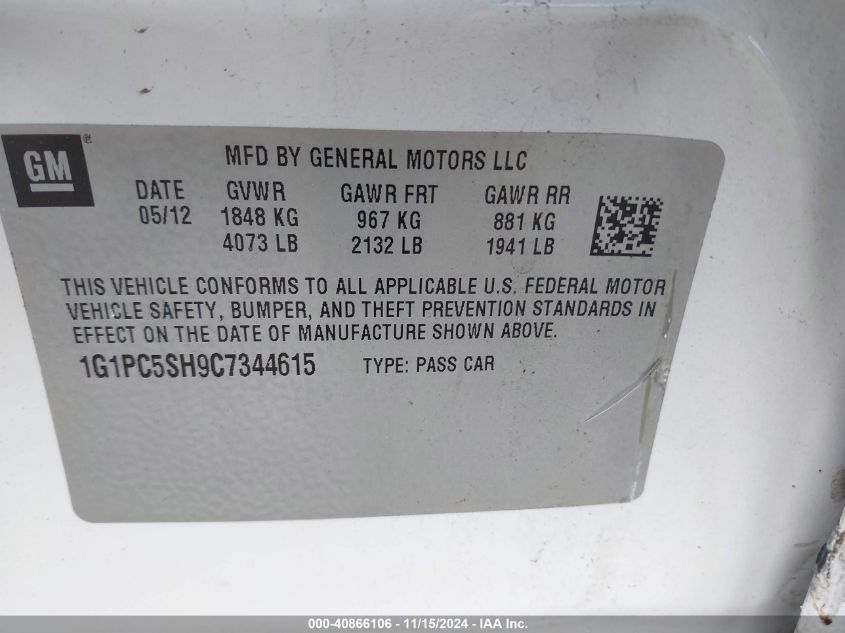 GM®
MFD BY GENERAL MOTORS LLC
DATE GVWR GAWR FRT GAWR RR
05/12 1848 KG 967 KG 881 KG
4073 LB 2132 LB 1941 LB
THIS VEHICLE CONFORMS TO ALL APPLICABLE U.S. FEDERAL MOTOR
VEHICLE SAFETY, BUMPER, AND THEFT PREVENTION STANDARDS IN
EFFECT ON THE DATE OF MANUFACTURE SHOWN ABOVE.
1G1PC5SH9C7344615 TYPE: PASS CAR
000-40866106 - 11/15/2024 - IAA Inc.